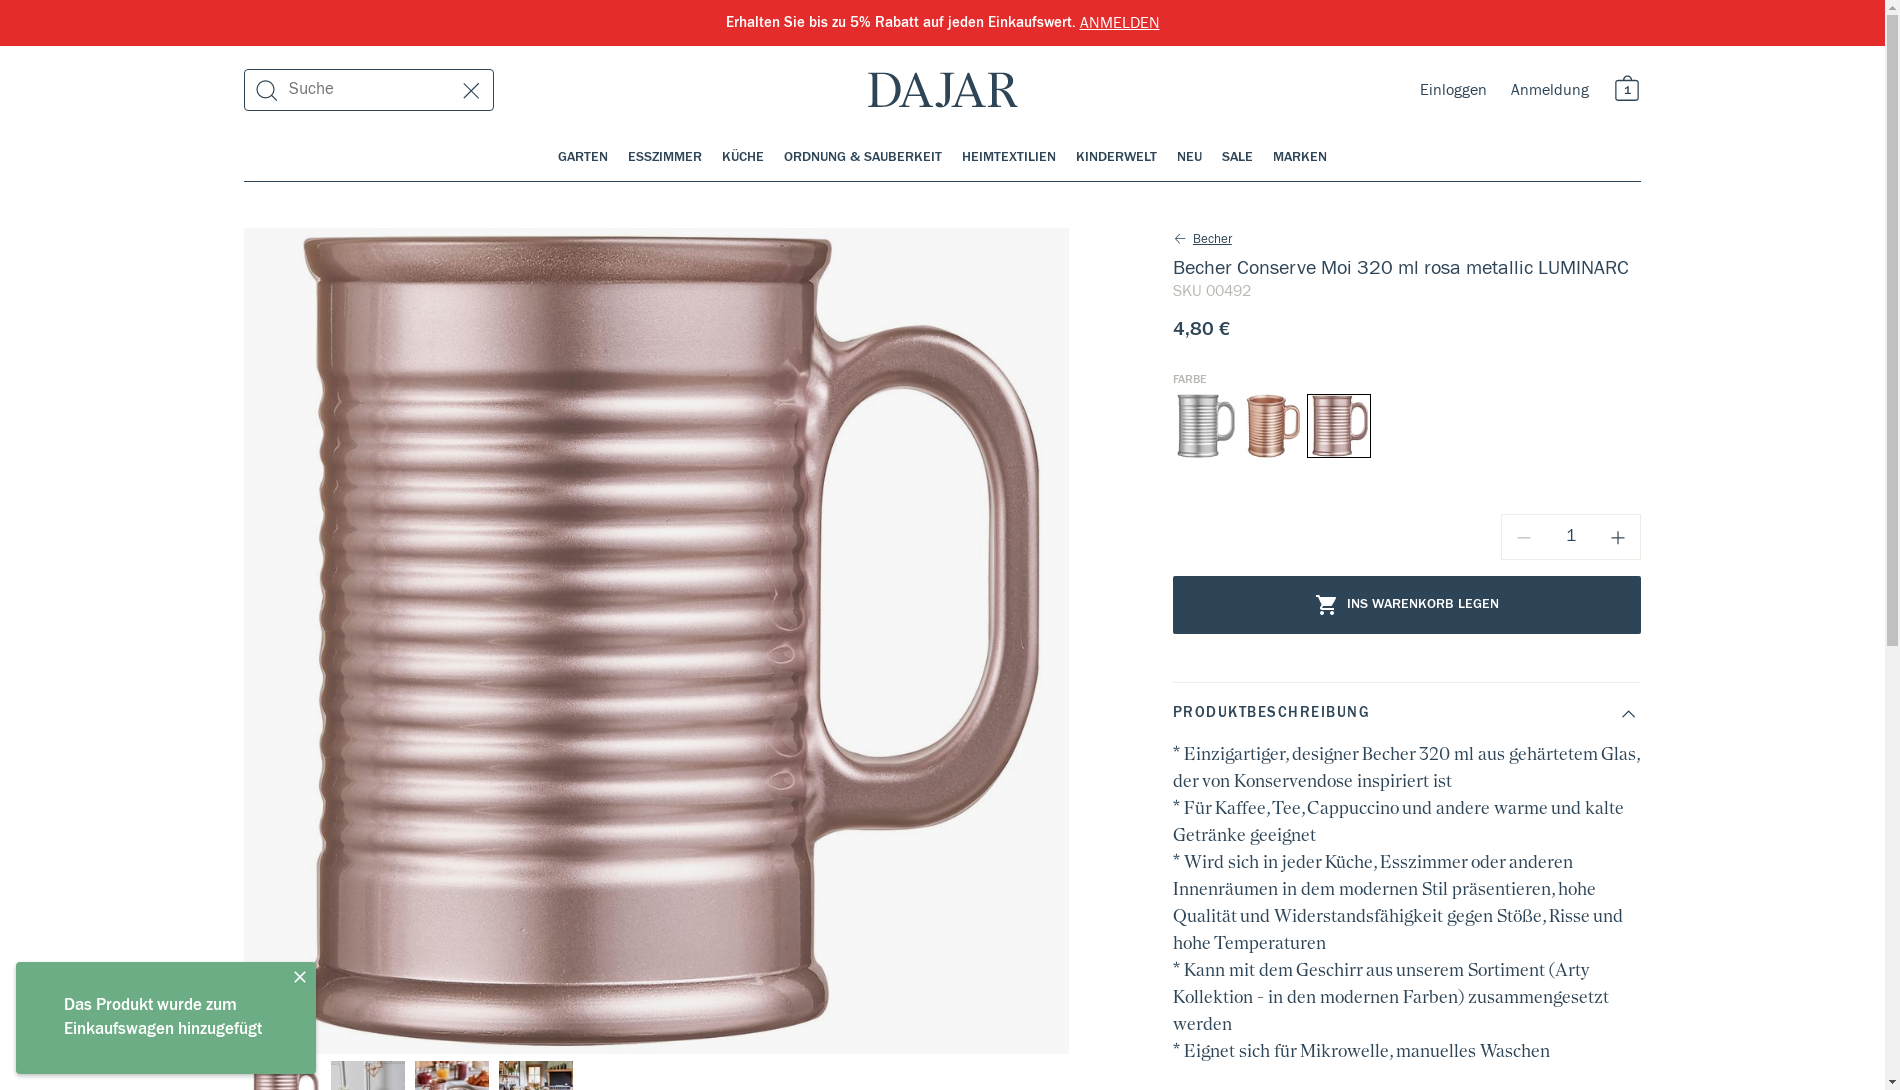 Erhalten Sie bis zu 5% Rabatt auf jeden Einkaufswert. ANMELDEN
Suche
DAJAR
Einloggen
Anmeldung
1
GARTEN
ESSZIMMER
KÜCHE
ORDNUNG & SAUBERKEIT
HEIMTEXTILIEN
KINDERWELT
NEU
SALE
MARKEN
Becher
Becher Conserve Moi 320 ml rosa metallic LUMINARC
SKU 00492
4,80 €
FARBE
1
INS WARENKORB LEGEN
PRODUKTBESCHREIBUNG
* Einzigartiger, designer Becher 320 ml aus gehärtetem Glas,
der von Konservendose inspiriert ist
* Für Kaffee, Tee, Cappuccino und andere warme und kalte
Getränke geeignet
* Wird sich in jeder Küche, Esszimmer oder anderen
Innenräumen in dem modernen Stil präsentieren, hohe
Qualität und Widerstandsfähigkeit gegen Stöße, Risse und
hohe Temperaturen
* Kann mit dem Geschirr aus unserem Sortiment (Arty
Kollektion - in den modernen Farben) zusammengesetzt
werden
* Eignet sich für Mikrowelle, manuelles Waschen
Das Produkt wurde zum
Einkaufswagen hinzugefügt